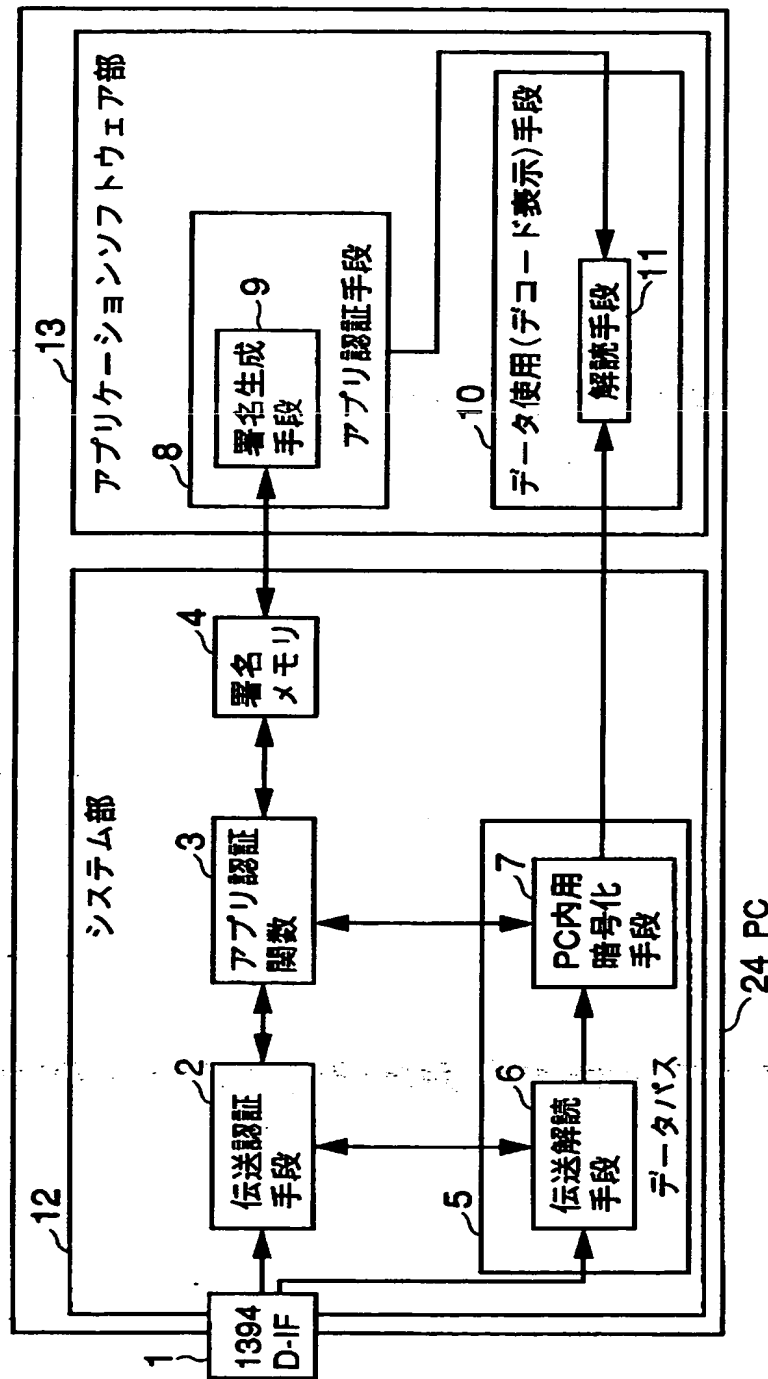 13
アプリケーションソフトウェア部
8
9
署名生成
手段
アプリ認証手段
10
データ使用(デコード表示)手段
解読手段
11
12
システム部
4
署名
メモリ
3
アプリ認証
関数
2
伝送認証
手段
7
PC内用
暗号化
手段
6
伝送解読
手段
5
データパス
1
1394
D-IF
24 PC